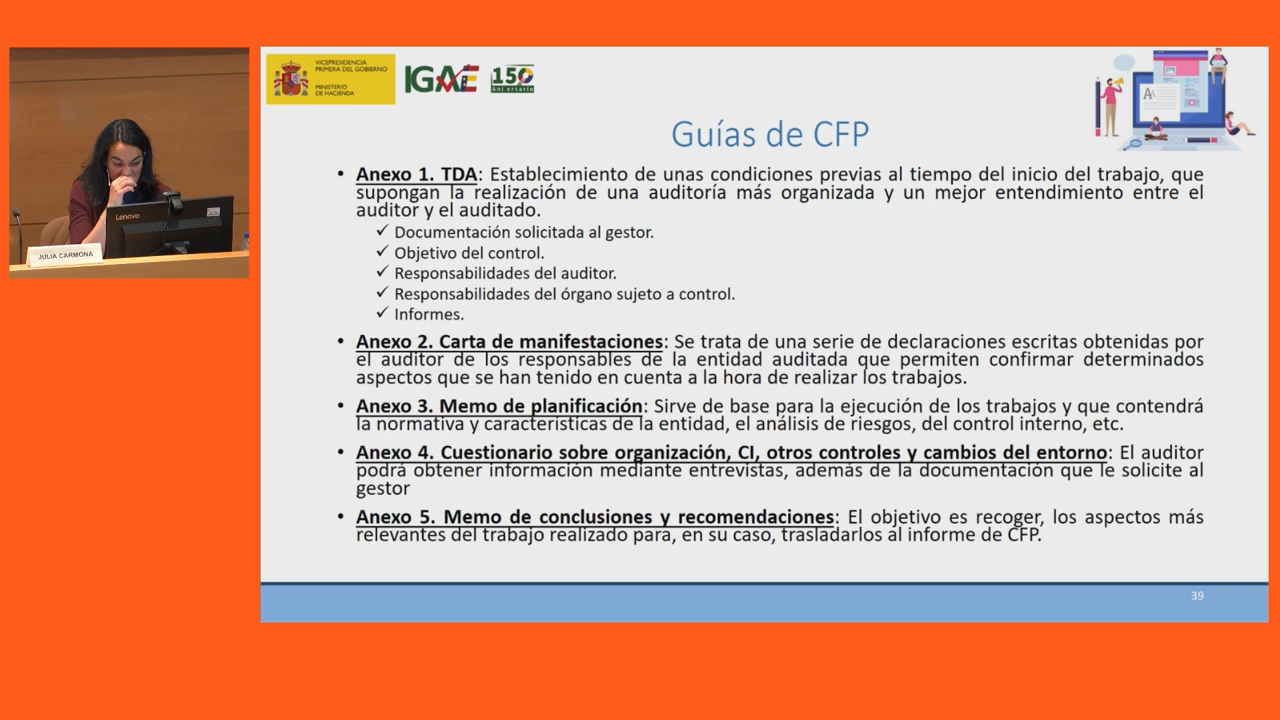 VICEPRESIDENCIA
PRIMERA DEL GOBIERNO
MINISTERIO
DE HACIENDA
IGAE
150
Aniversario
Guías de CFP
• Anexo 1. TDA: Establecimiento de unas condiciones previas al tiempo del inicio del trabajo, que
supongan la realización de una auditoría más organizada y un mejor entendimiento entre el
auditor y el auditado.
✓ Documentación solicitada al gestor.
✓ Objetivo del control.
✓ Responsabilidades del auditor.
✓ Responsabilidades del órgano sujeto a control.
✓ Informes.
• Anexo 2. Carta de manifestaciones: Se trata de una serie de declaraciones escritas obtenidas por
el auditor de los responsables de la entidad auditada que permiten confirmar determinados
aspectos que se han tenido en cuenta a la hora de realizar los trabajos.
• Anexo 3. Memo de planificación: Sirve de base para la ejecución de los trabajos y que contendrá
la normativa y características de la entidad, el análisis de riesgos, del control interno, etc.
• Anexo 4. Cuestionario sobre organización, CI, otros controles y cambios del entorno: El auditor
podrá obtener información mediante entrevistas, además de la documentación que le solicite al
gestor
• Anexo 5. Memo de conclusiones y recomendaciones: El objetivo es recoger, los aspectos más
relevantes del trabajo realizado para, en su caso, trasladarlos al informe de CFP.
39
Lenovo
JULIA CARMONA